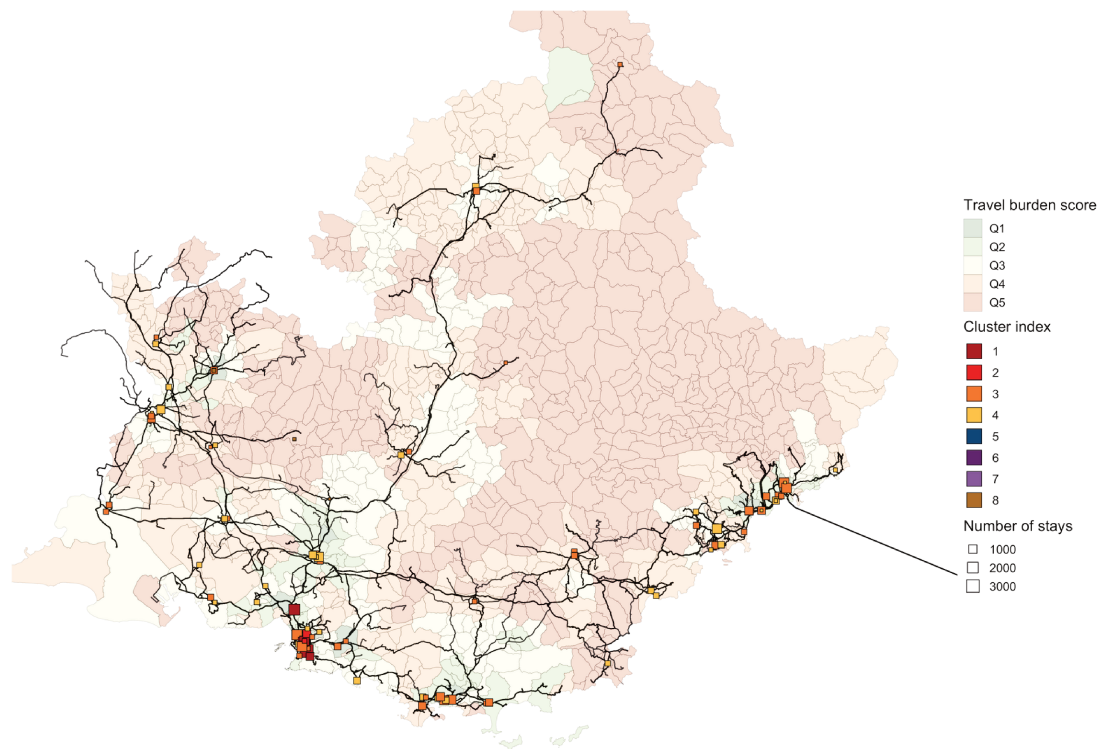 Travel burden score
Q1
Q2
Q3
Q4
Q5
Cluster index
1
2
3
4
5
6
7
8
Number of stays
1000
2000
3000